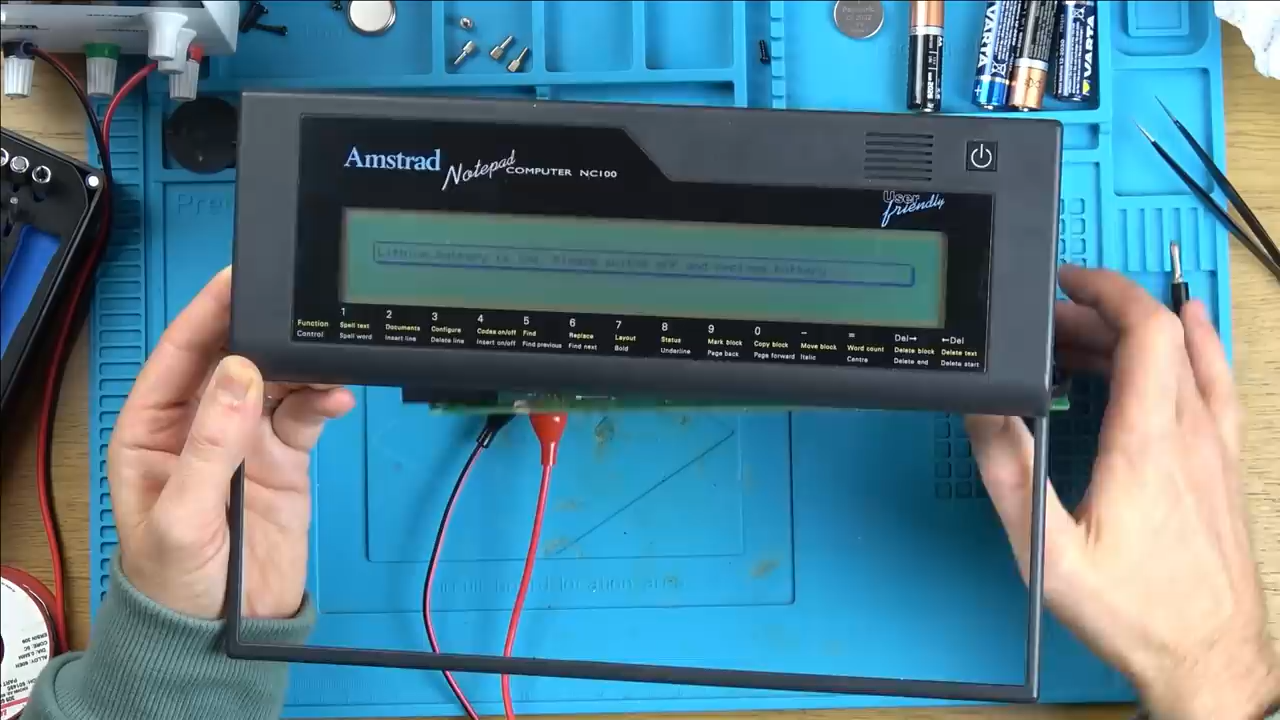 Amstrad Notepad COMPUTER NC100
User friendly
Lithium battery is low. Please switch off and replace battery.
1 2 3 4 5 6 7 8 9 0 - = Del→ ←Del
Function Spell text Documents Configure Codes on/off Find Replace Layout Status Mark block Copy block Move block Word count Delete block Delete text
Control Spell word Insert line Delete line Insert on/off Find previous Find next Bold Underline Page back Page forward Italic Centre Delete end Delete start
VARTA
VARTA